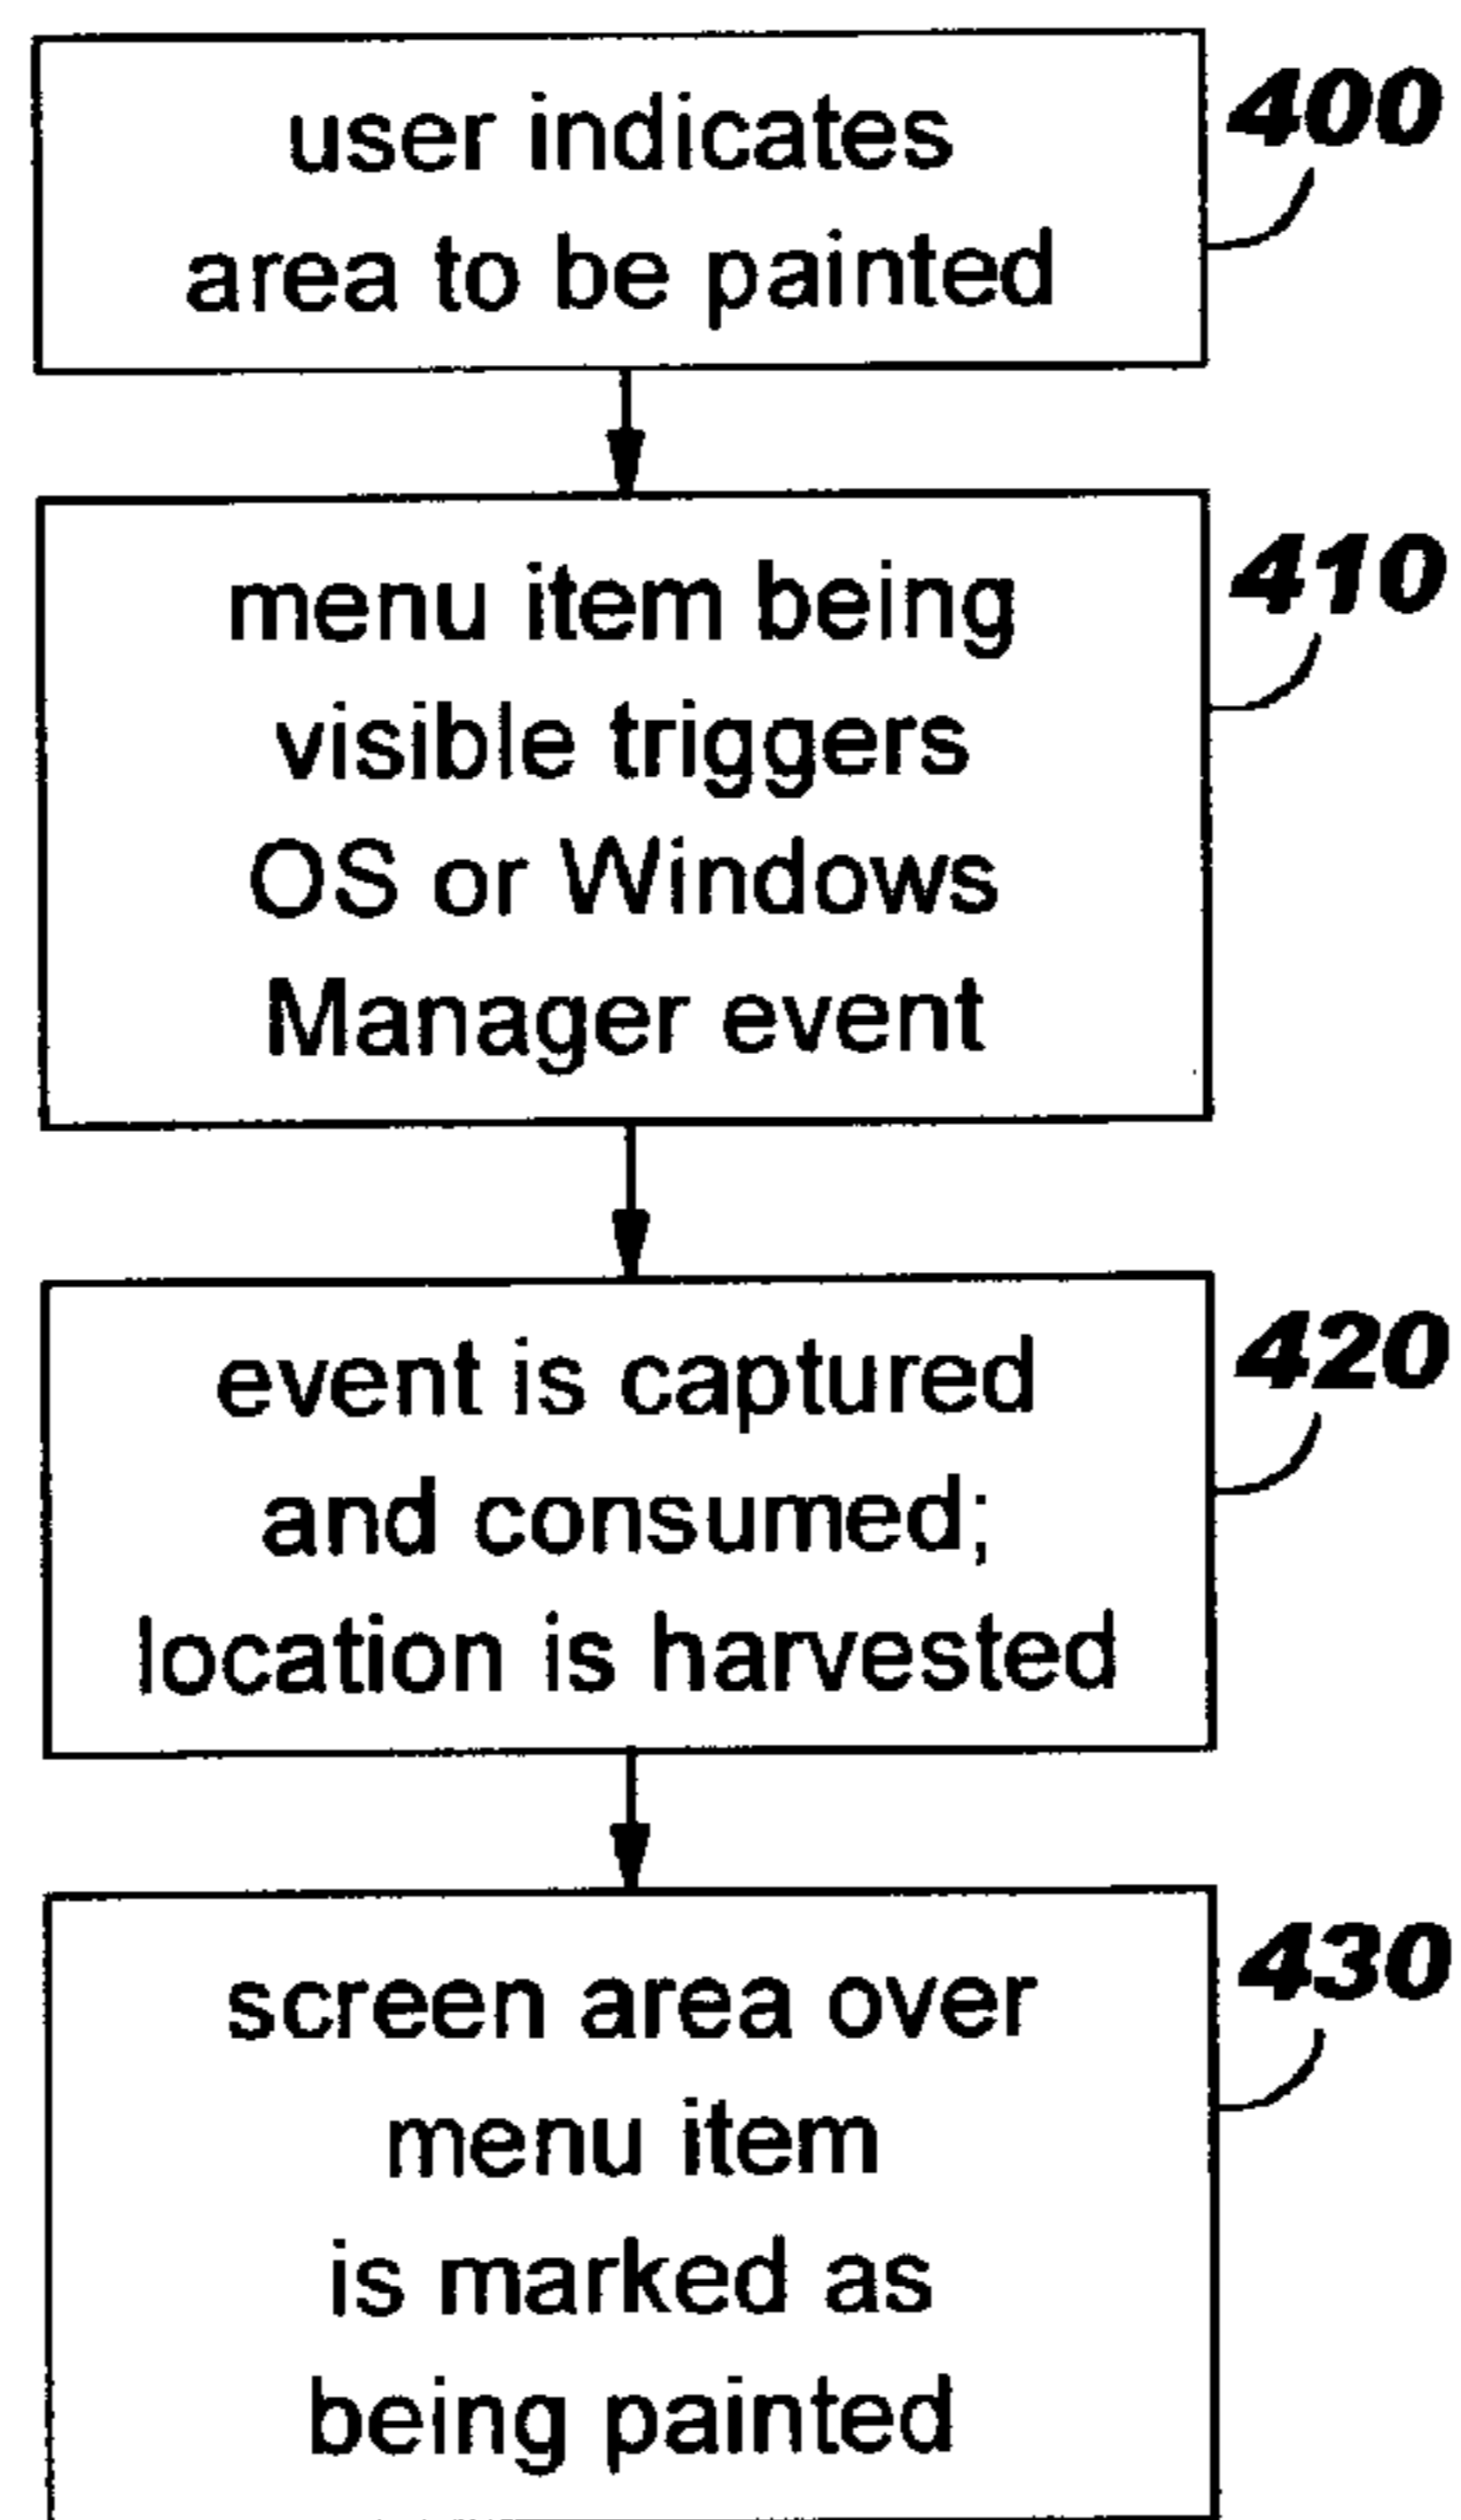 user indicates
area to be painted
400
menu item being
visible triggers
OS or Windows
Manager event
410
event is captured
and consumed;
location is harvested
420
screen area over
menu item
is marked as
being painted
430